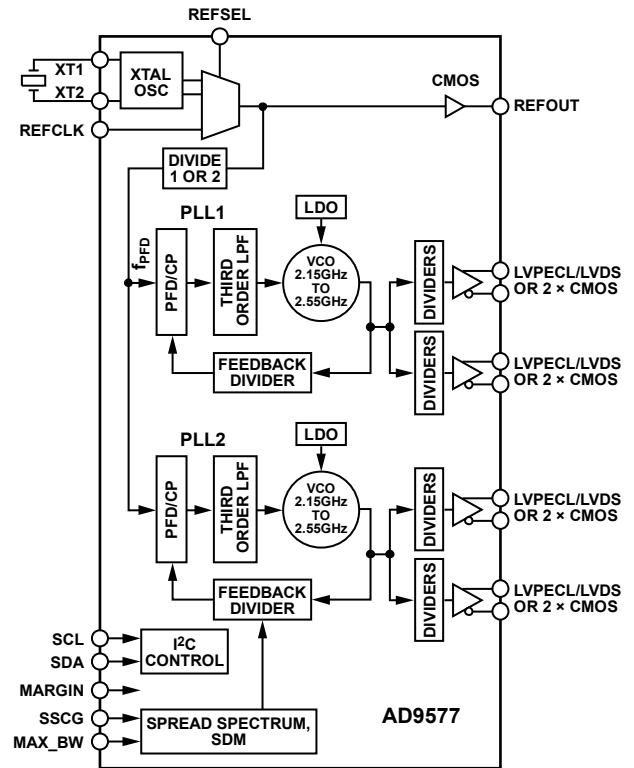 REFSEL
XT1
XTAL
OSC
XT2
CMOS
REFOUT
REFCLK
DIVIDE
1 OR 2
PLL1
LDO
fPFD
PFD/CP
THIRD
ORDER LPF
VCO
2.15GHz
TO
2.55GHz
DIVIDERS
LVPECL/LVDS
OR 2 × CMOS
FEEDBACK
DIVIDER
DIVIDERS
LVPECL/LVDS
OR 2 × CMOS
PLL2
LDO
PFD/CP
THIRD
ORDER LPF
VCO
2.15GHz
TO
2.55GHz
DIVIDERS
LVPECL/LVDS
OR 2 × CMOS
FEEDBACK
DIVIDER
DIVIDERS
LVPECL/LVDS
OR 2 × CMOS
SCL
SDA
I2C
CONTROL
MARGIN
SSCG
MAX_BW
SPREAD SPECTRUM,
SDM
AD9577